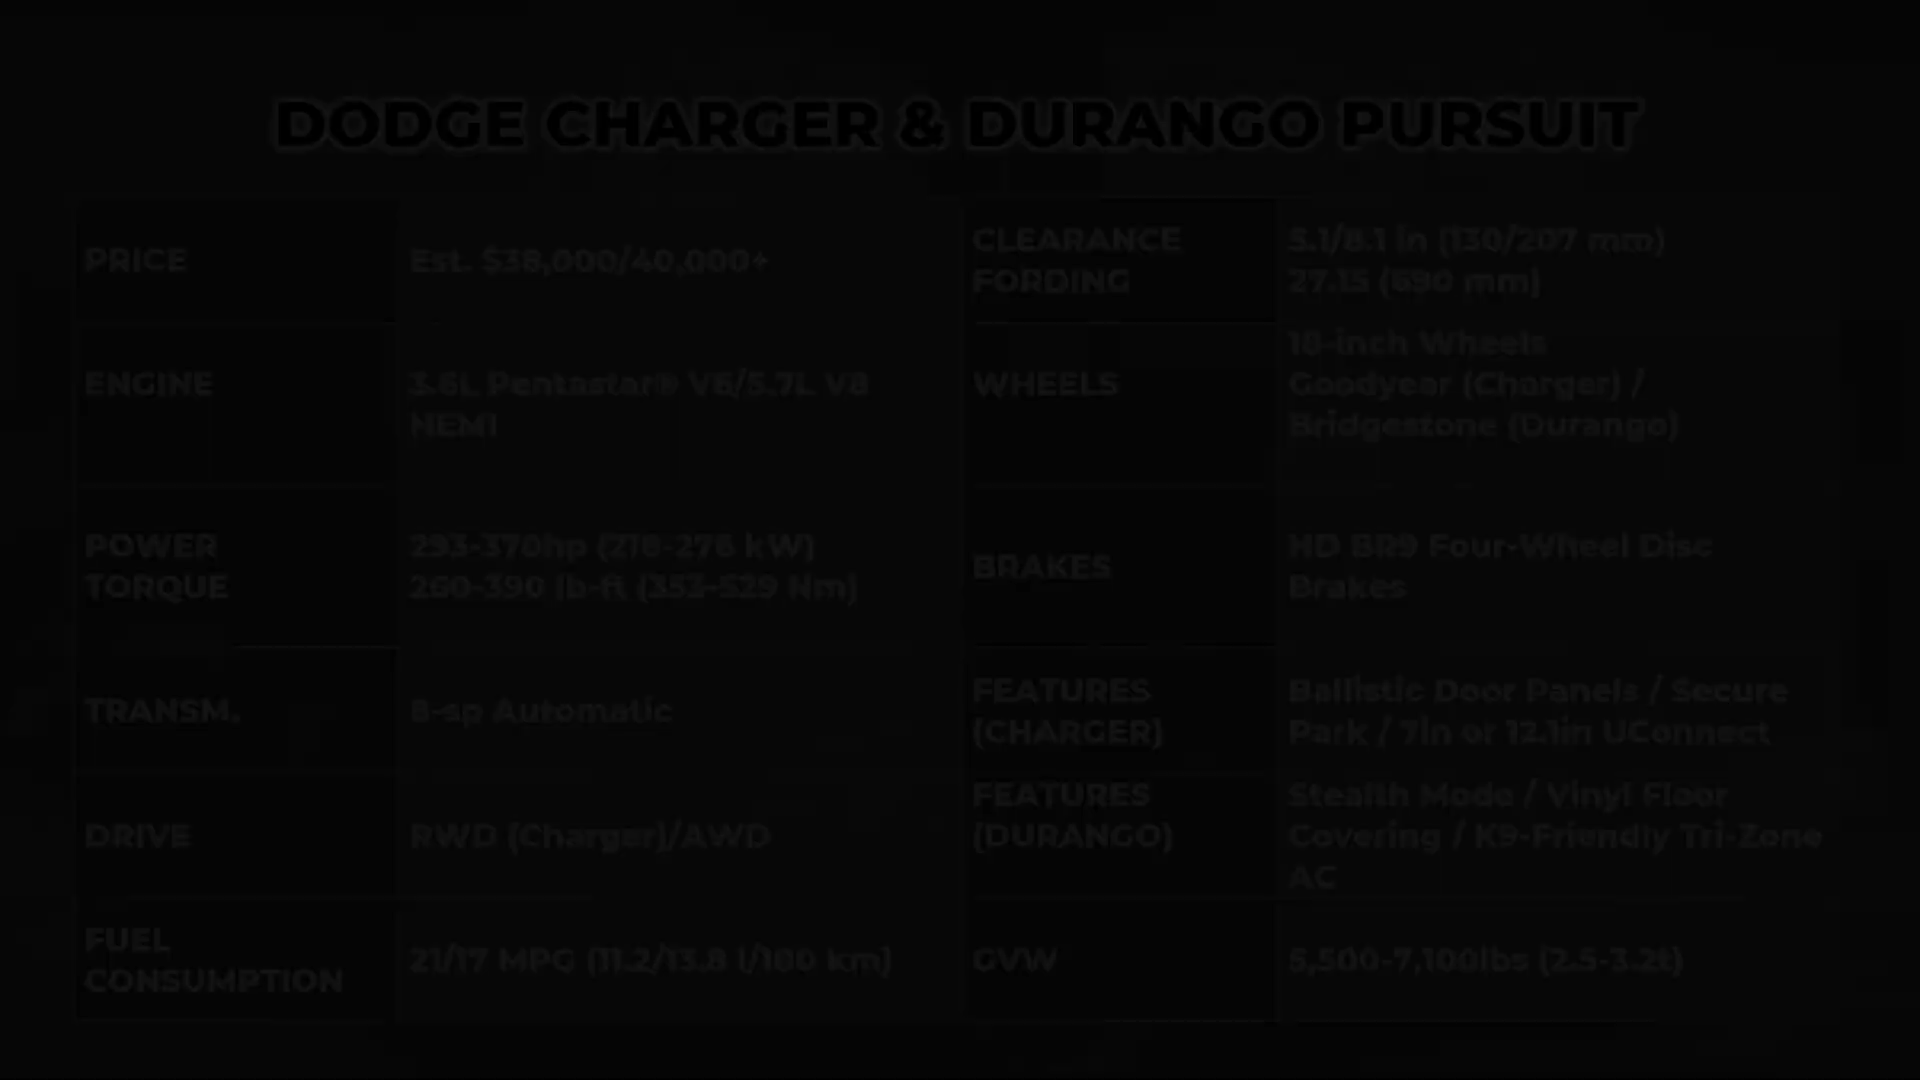 DODGE CHARGER & DURANGO PURSUIT
PRICE
Est. $38,000/40,000+
ENGINE
3.6L Pentastar® V6/5.7L V8
HEMI
POWER
TORQUE
293-370hp (218-276 kW)
260-390 lb-ft (353-529 Nm)
TRANSM.
8-sp Automatic
DRIVE
RWD (Charger)/AWD
FUEL
CONSUMPTION
21/17 MPG (11.2/13.8 l/100 km)
CLEARANCE
FORDING
5.1/8.1 in (130/207 mm)
27.15 (690 mm)
WHEELS
18-inch Wheels
Goodyear (Charger) /
Bridgestone (Durango)
BRAKES
HD BR9 Four-Wheel Disc
Brakes
FEATURES
(CHARGER)
Ballistic Door Panels / Secure
Park / 7in or 12.1in UConnect
FEATURES
(DURANGO)
Stealth Mode / Vinyl Floor
Covering / K9-Friendly Tri-Zone
AC
GVW
5,500-7,100lbs (2.5-3.2t)